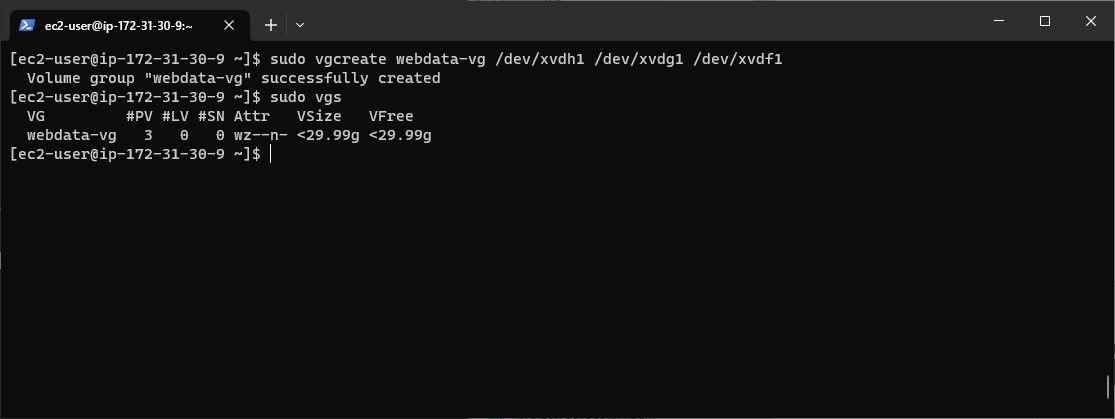 ec2-user@ip-172-31-30-9:~
[ec2-user@ip-172-31-30-9 ~]$ sudo vgcreate webdata-vg /dev/xvdh1 /dev/xvdg1 /dev/xvdf1
  Volume group "webdata-vg" successfully created
[ec2-user@ip-172-31-30-9 ~]$ sudo vgs
  VG         #PV #LV #SN Attr   VSize   VFree
  webdata-vg   3   0   0 wz--n- <29.99g <29.99g
[ec2-user@ip-172-31-30-9 ~]$